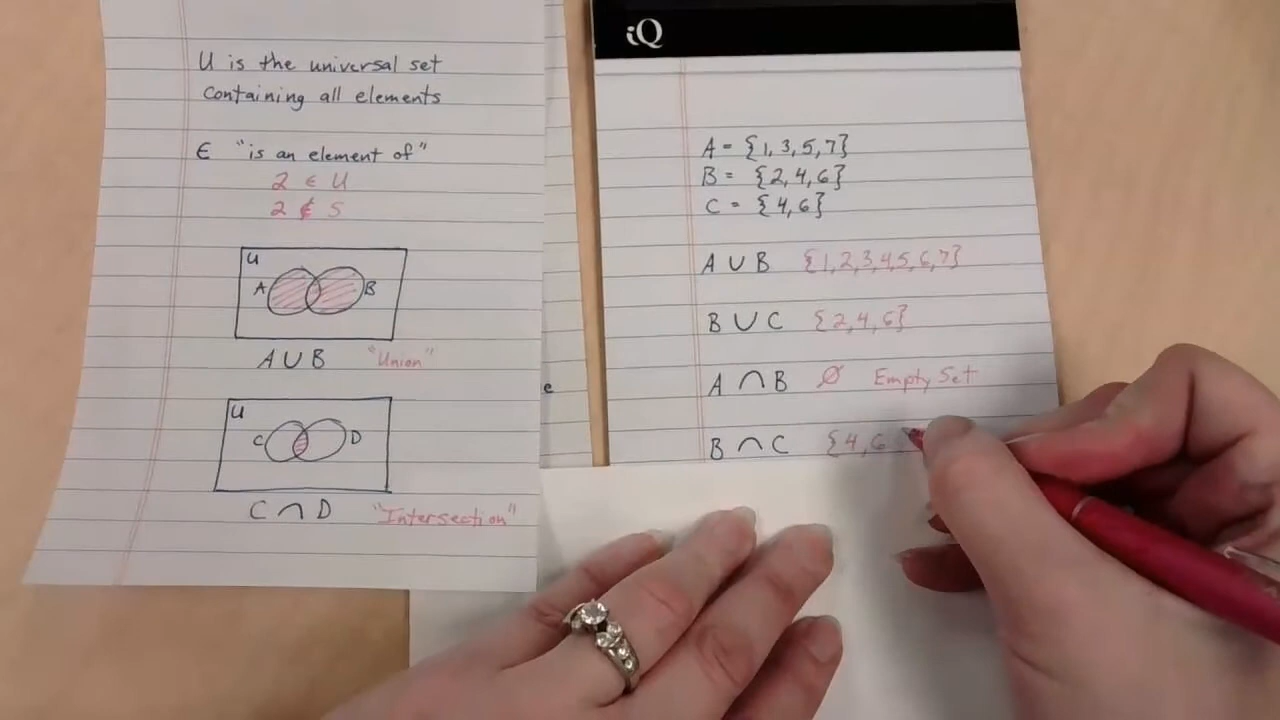 U is the universal set
containing all elements
∈ "is an element of"
2 ∈ U
2 ∉ S
U
A B
A ∪ B "Union"
U
C D
C ∩ D "Intersection"
e
iQ
A = {1, 3, 5, 7}
B = {2, 4, 6}
C = {4, 6}
A ∪ B {1, 2, 3, 4, 5, 6, 7}
B ∪ C {2, 4, 6}
A ∩ B ∅ Empty Set
B ∩ C {4, 6